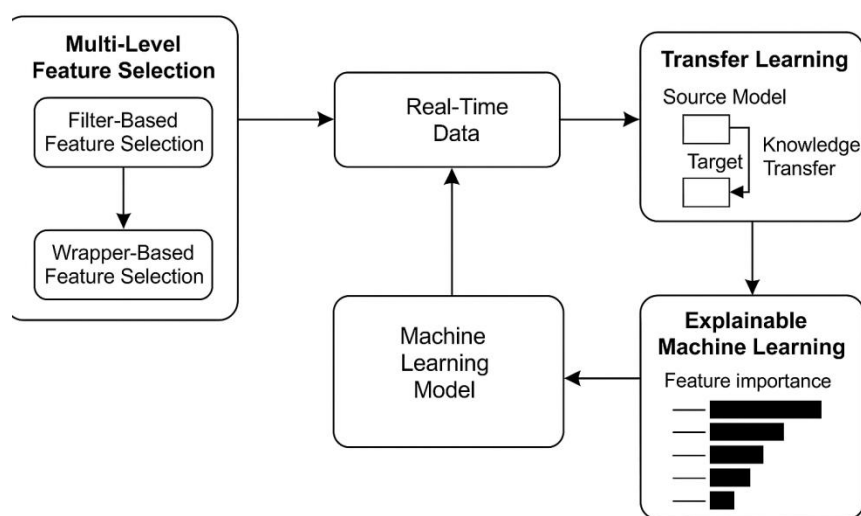 Multi-Level
Feature Selection
Filter-Based
Feature Selection
Wrapper-Based
Feature Selection
Real-Time
Data
Transfer Learning
Source Model
Knowledge
Transfer
Target
Machine
Learning
Model
Explainable
Machine Learning
Feature importance